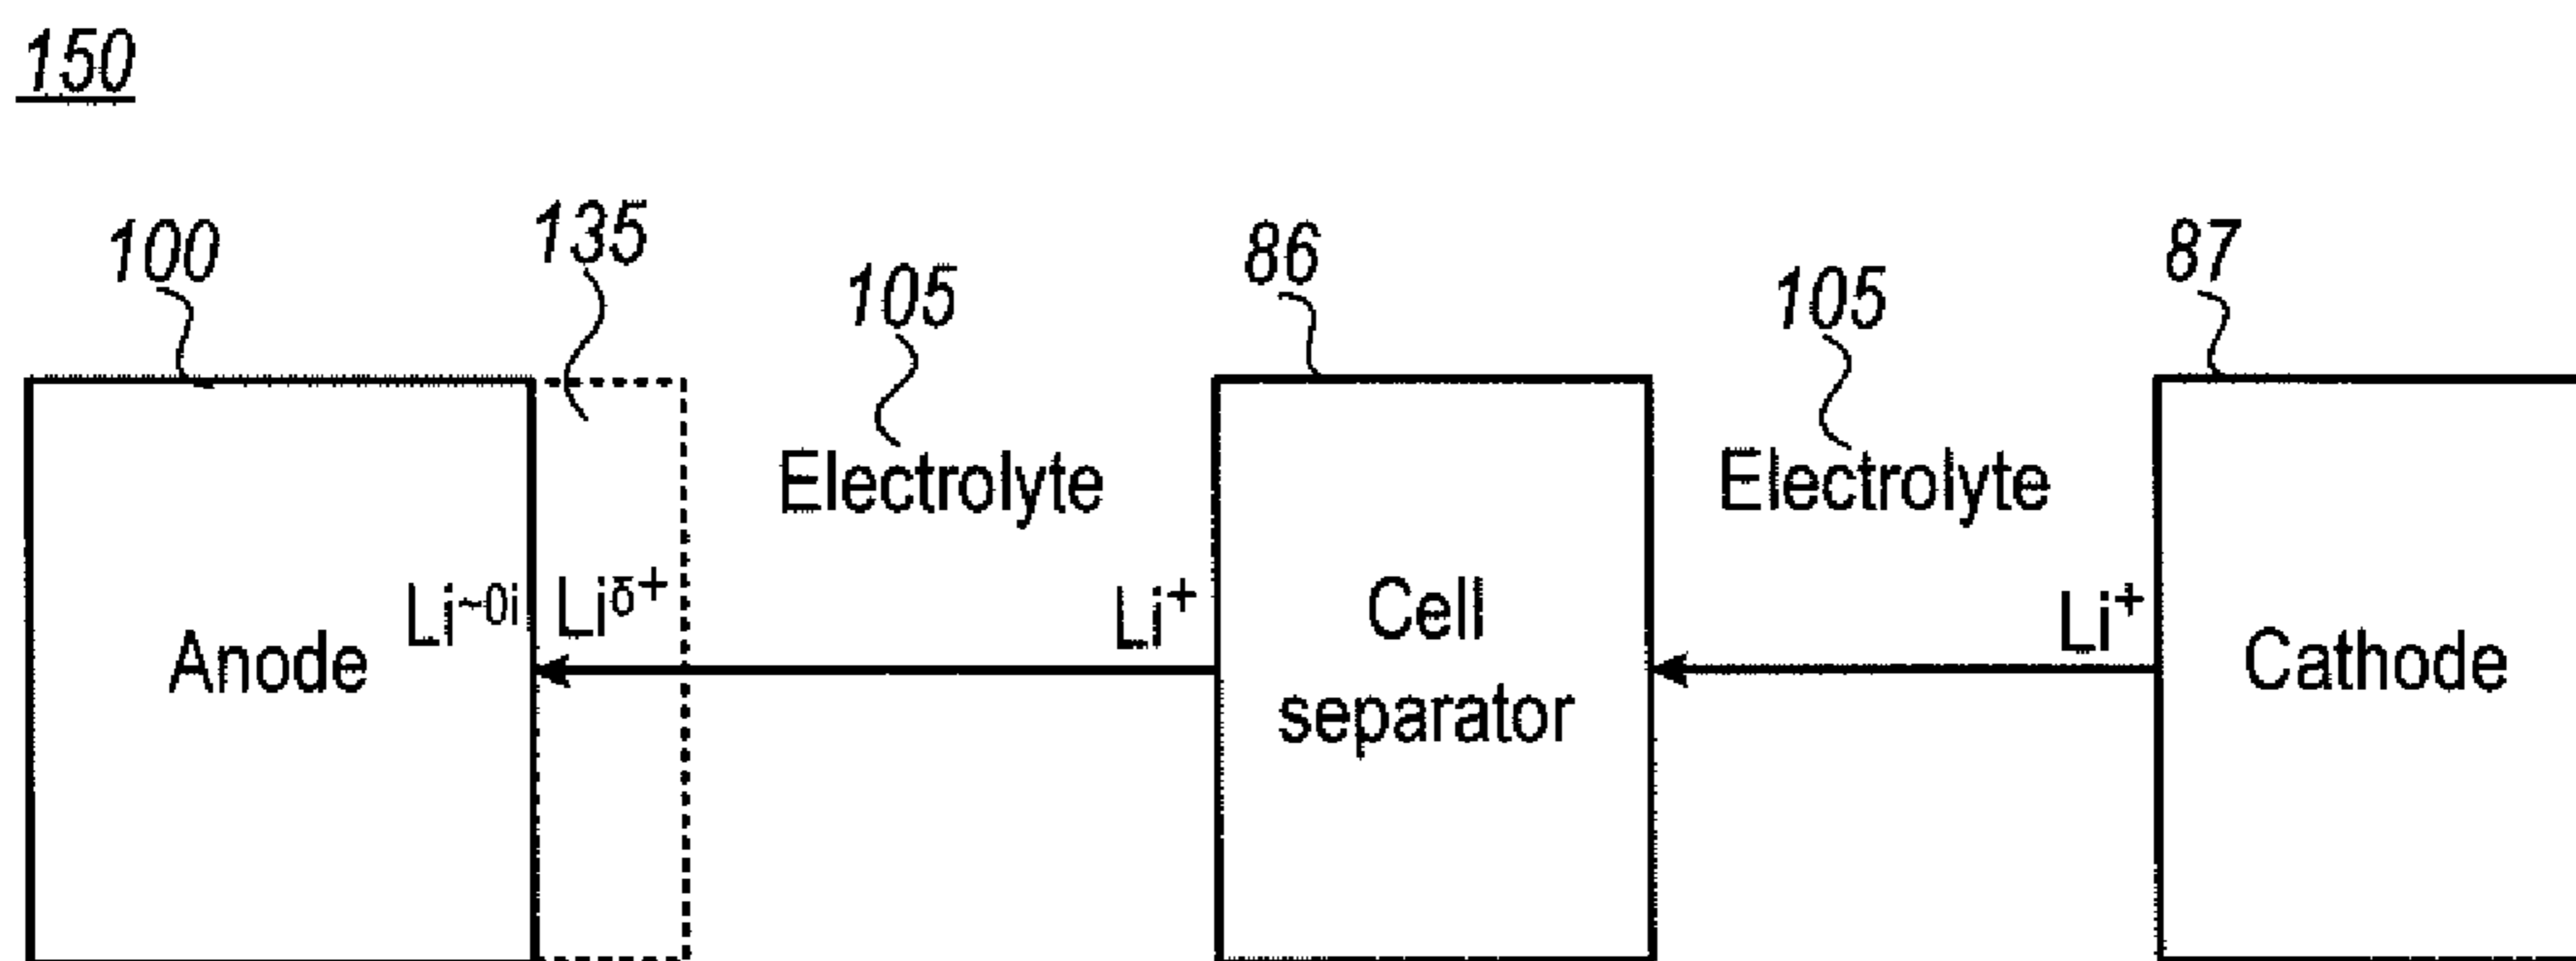 150
100
135
105
86
105
87
Electrolyte
Electrolyte
Li~0i
Liδ+
Li+
Li+
Anode
Cell
separator
Cathode